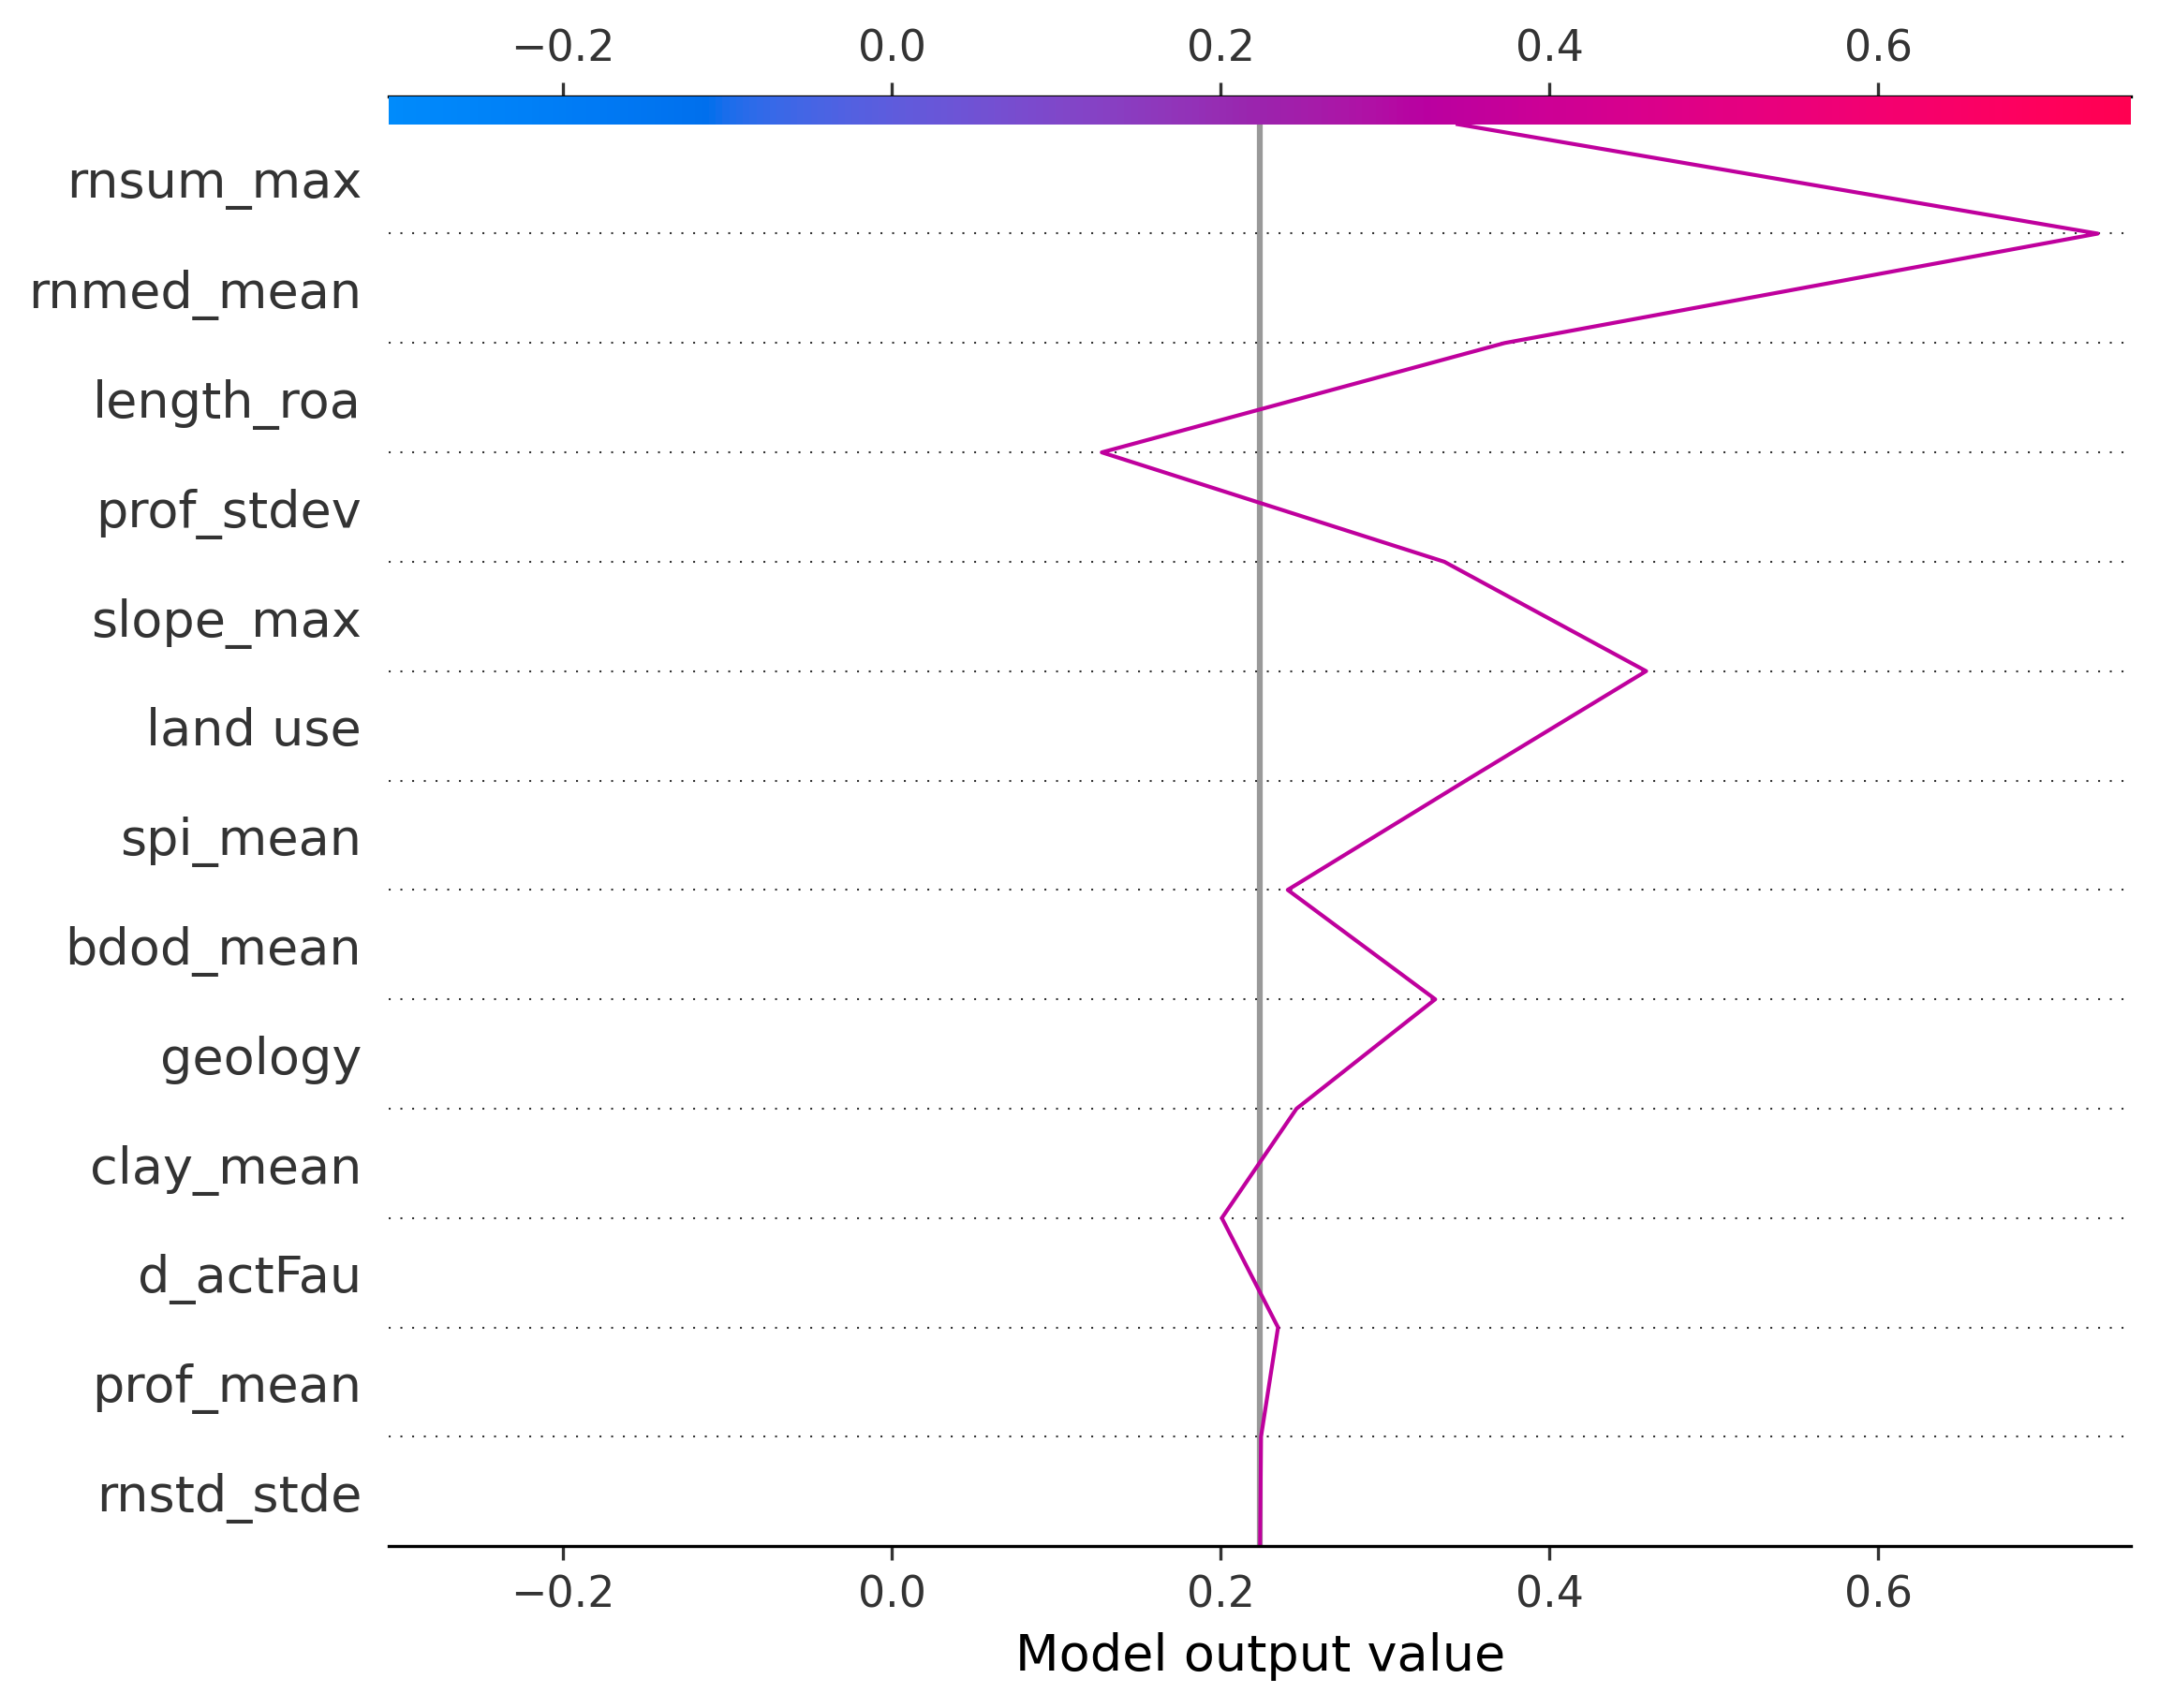 −0.2 0.0 0.2 0.4 0.6
rnsum_max
rnmed_mean
length_roa
prof_stdev
slope_max
land use
spi_mean
bdod_mean
geology
clay_mean
d_actFau
prof_mean
rnstd_stde
−0.2 0.0 0.2 0.4 0.6
Model output value